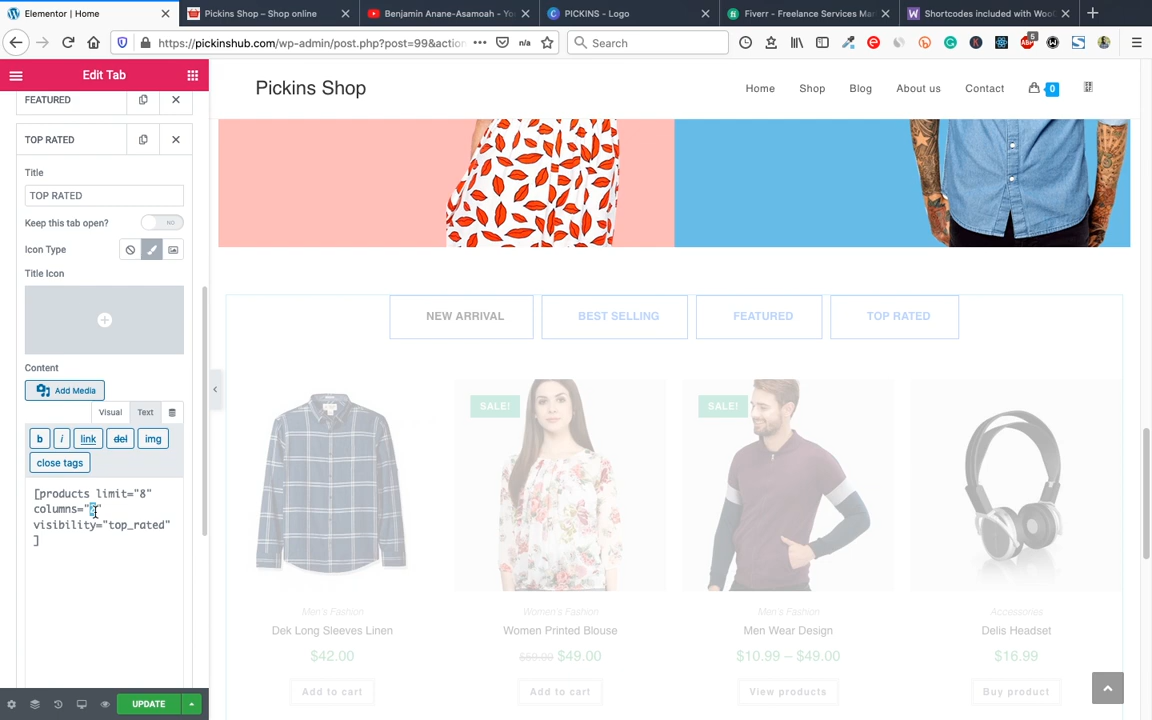 Elementor | Home
Pickins Shop – Shop online
Benjamin Anane-Asamoah - Yo
PICKINS - Logo
Fiverr - Freelance Services Mar
Shortcodes included with Woo
https://pickinshub.com/wp-admin/post.php?post=99&action
n/a
Search
6
Edit Tab
FEATURED
TOP RATED
Title
TOP RATED
Keep this tab open?
NO
Icon Type
Title Icon
Content
Add Media
Visual
Text
b
i
link
del
img
close tags
[products limit="8"
columns=" "
visibility="top_rated"
]
UPDATE
Pickins Shop
Home
Shop
Blog
About us
Contact
0
NEW ARRIVAL
BEST SELLING
FEATURED
TOP RATED
SALE!
SALE!
Men's Fashion
Women's Fashion
Men's Fashion
Accessories
Dek Long Sleeves Linen
Women Printed Blouse
Men Wear Design
Delis Headset
$42.00
$59.00 $49.00
$10.99 – $49.00
$16.99
Add to cart
Add to cart
View products
Buy product